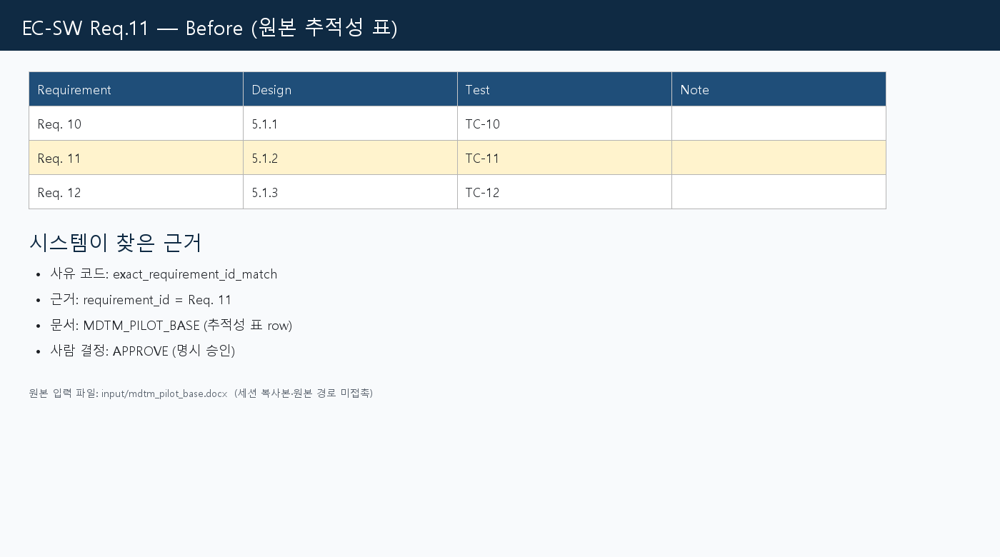 EC-SW Req.11 — Before (원본 추적성 표)
Requirement Design Test Note
Req. 10 5.1.1 TC-10
Req. 11 5.1.2 TC-11
Req. 12 5.1.3 TC-12
시스템이 찾은 근거
• 사유 코드: exact_requirement_id_match
• 근거: requirement_id = Req. 11
• 문서: MDTM_PILOT_BASE (추적성 표 row)
• 사람 결정: APPROVE (명시 승인)
원본 입력 파일: input/mdtm_pilot_base.docx (세션 복사본·원본 경로 미접촉)